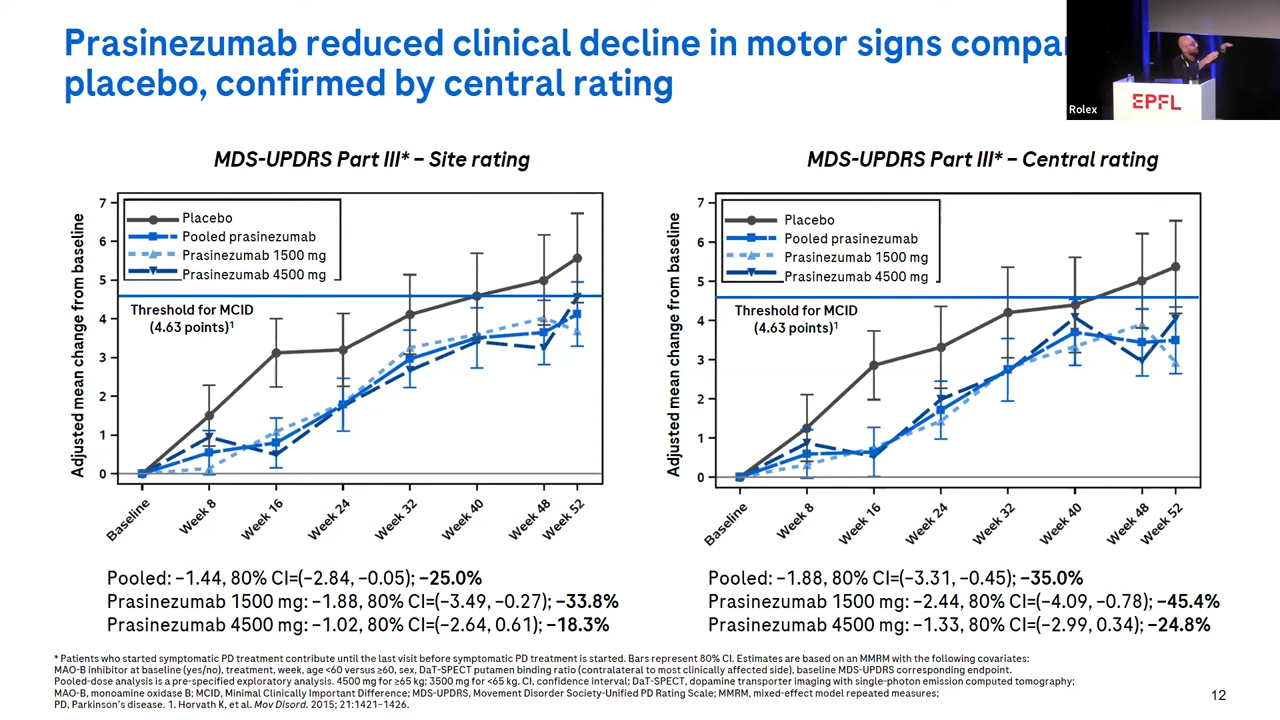 Prasinezumab reduced clinical decline in motor signs compa
placebo, confirmed by central rating
Rolex
EPFL
MDS-UPDRS Part III* – Site rating
Adjusted mean change from baseline
7
6
5
4
3
2
1
0
Placebo
Pooled prasinezumab
Prasinezumab 1500 mg
Prasinezumab 4500 mg
Threshold for MCID
(4.63 points)¹
Baseline
Week 8
Week 16
Week 24
Week 32
Week 40
Week 48
Week 52
Pooled: −1.44, 80% CI=(−2.84, −0.05); −25.0%
Prasinezumab 1500 mg: −1.88, 80% CI=(−3.49, −0.27); −33.8%
Prasinezumab 4500 mg: −1.02, 80% CI=(−2.64, 0.61); −18.3%
MDS-UPDRS Part III* – Central rating
Adjusted mean change from baseline
7
6
5
4
3
2
1
0
Placebo
Pooled prasinezumab
Prasinezumab 1500 mg
Prasinezumab 4500 mg
Threshold for MCID
(4.63 points)¹
Baseline
Week 8
Week 16
Week 24
Week 32
Week 40
Week 48
Week 52
Pooled: −1.88, 80% CI=(−3.31, −0.45); −35.0%
Prasinezumab 1500 mg: −2.44, 80% CI=(−4.09, −0.78); −45.4%
Prasinezumab 4500 mg: −1.33, 80% CI=(−2.99, 0.34); −24.8%
* Patients who started symptomatic PD treatment contribute until the last visit before symptomatic PD treatment is started. Bars represent 80% CI. Estimates are based on an MMRM with the following covariates:
MAO-B inhibitor at baseline (yes/no), treatment, week, age <60 versus ≥60, sex, DaT-SPECT putamen binding ratio (contralateral to most clinically affected side), baseline MDS-UPDRS corresponding endpoint.
Pooled-dose analysis is a pre-specified exploratory analysis. 4500 mg for ≥65 kg; 3500 mg for <65 kg. CI, confidence interval; DaT-SPECT, dopamine transporter imaging with single-photon emission computed tomography;
MAO-B, monoamine oxidase B; MCID, Minimal Clinically Important Difference; MDS-UPDRS, Movement Disorder Society-Unified PD Rating Scale; MMRM, mixed-effect model repeated measures;
PD, Parkinson's disease. 1. Horvath K, et al. Mov Disord. 2015; 21:1421–1426.
12